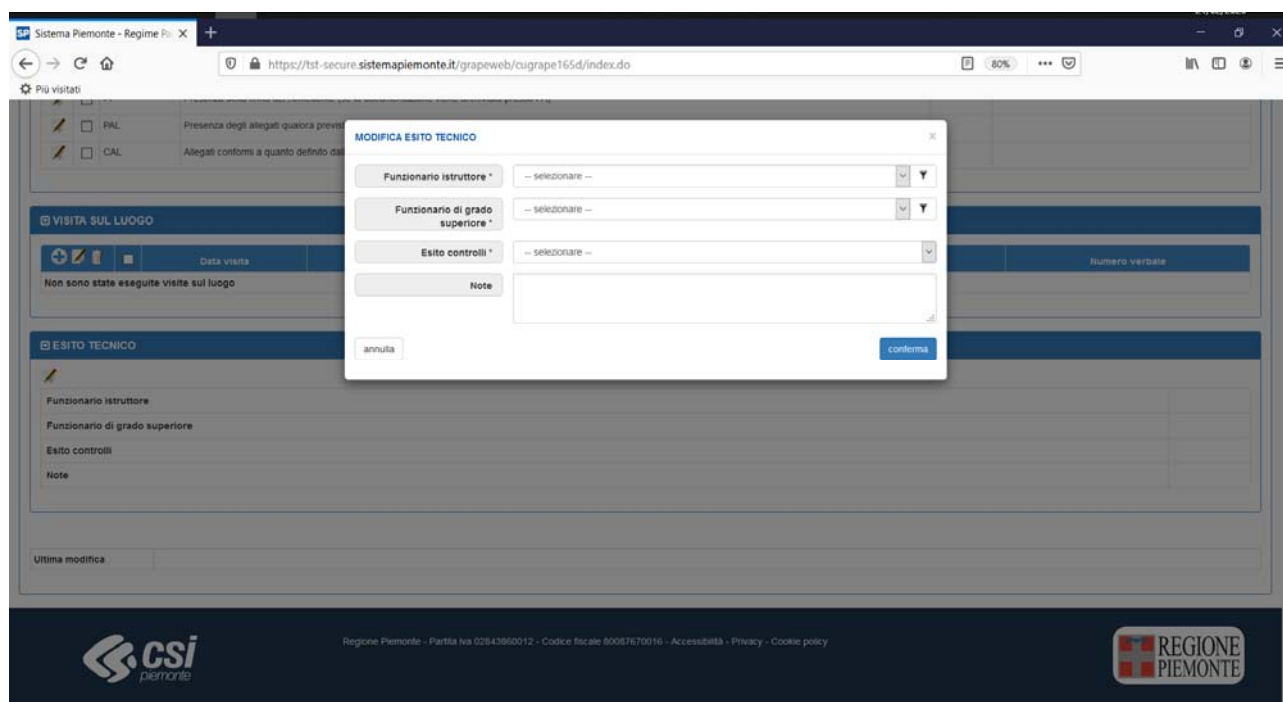 Sistema Piemonte - Regime Pa
https://tst-secure.sistemapiemonte.it/grapeweb/cugrape165d/index.do
80%
Più visitati
PAL
Presenza degli allegati qualora previst
CAL
Allegati conformi a quanto definito dal
MODIFICA ESITO TECNICO
Funzionario istruttore *
-- selezionare --
Funzionario di grado superiore *
-- selezionare --
Esito controlli *
-- selezionare --
Note
annulla
conferma
VISITA SUL LUOGO
Data visita
Numero verbale
Non sono state eseguite visite sul luogo
ESITO TECNICO
Funzionario istruttore
Funzionario di grado superiore
Esito controlli
Note
Ultima modifica
csi
piemonte
Regione Piemonte - Partita Iva 02843860012 - Codice fiscale 80087670016 - Accessibilità - Privacy - Cookie policy
REGIONE
PIEMONTE